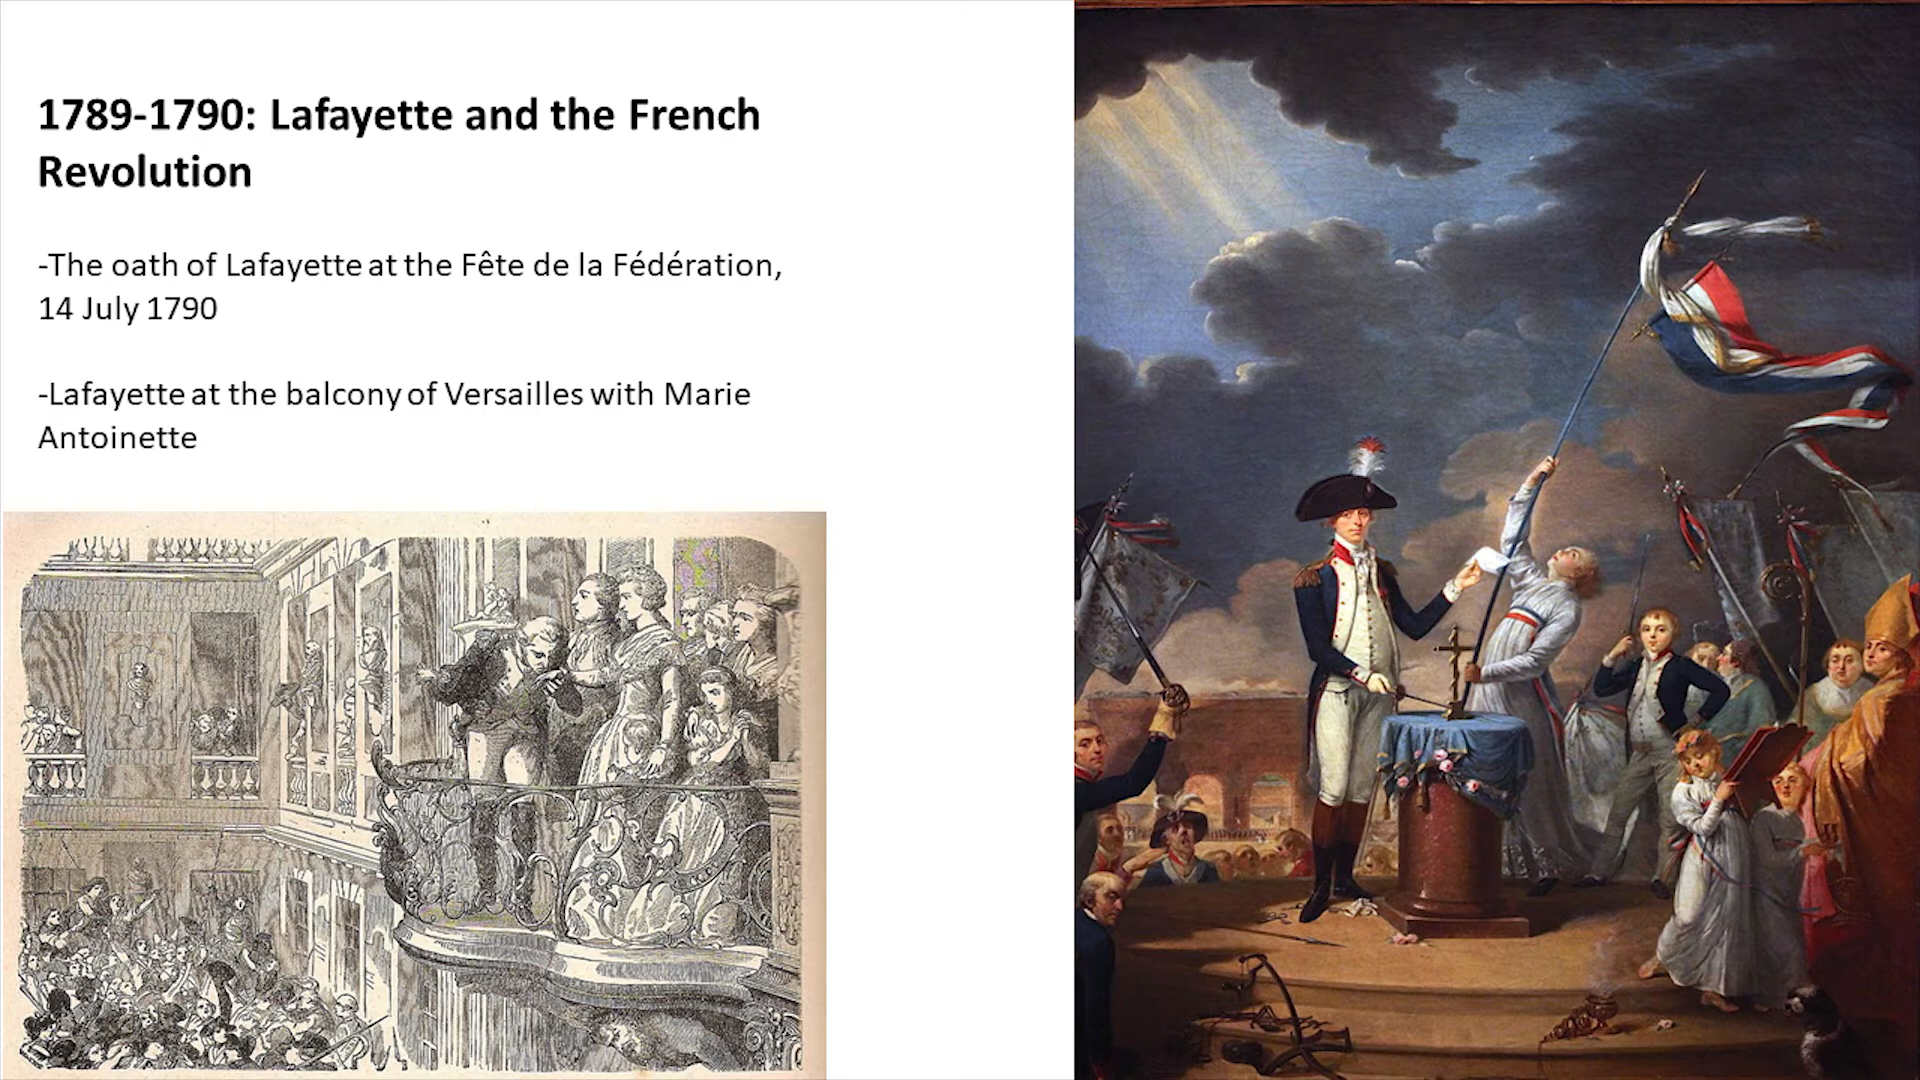 1789-1790: Lafayette and the French
Revolution
-The oath of Lafayette at the Fête de la Fédération,
14 July 1790
-Lafayette at the balcony of Versailles with Marie
Antoinette